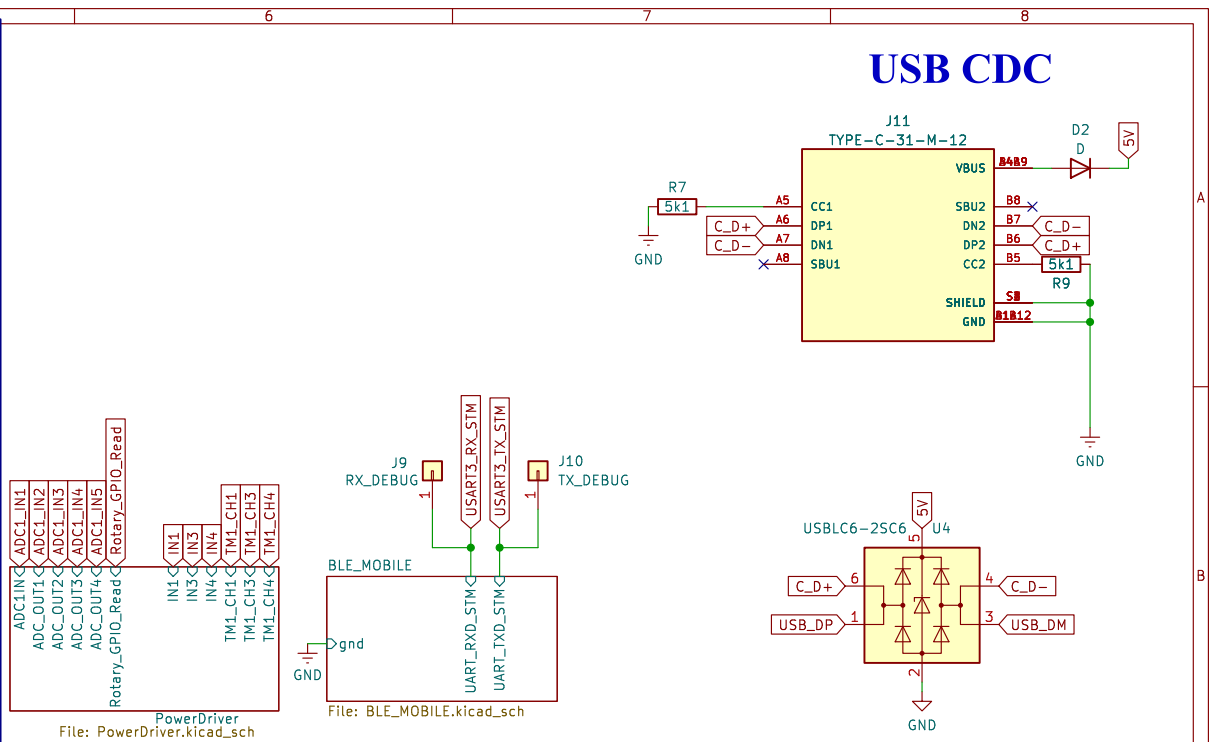 6
7
8
USB CDC
J11
TYPE-C-31-M-12
D2
D
5V
A
VBUS
R7
5k1
A5
CC1
SBU2
B8
C_D+
A6
DP1
DN2
B7
C_D-
C_D-
A7
DN1
DP2
B6
C_D+
A8
SBU1
CC2
B5
5k1
R9
GND
SHIELD
GND
GND
ADC1_IN1
ADC1_IN2
ADC1_IN3
ADC1_IN4
ADC1_IN5
Rotary_GPIO_Read
IN1
IN3
IN4
TM1_CH1
TM1_CH3
TM1_CH4
ADC1IN
ADC_OUT1
ADC_OUT2
ADC_OUT3
ADC_OUT4
Rotary_GPIO_Read
IN1
IN3
IN4
TM1_CH1
TM1_CH3
TM1_CH4
PowerDriver
File: PowerDriver.kicad_sch
J9
RX_DEBUG
1
USART3_RX_STM
USART3_TX_STM
J10
TX_DEBUG
1
BLE_MOBILE
gnd
GND
UART_RXD_STM
UART_TXD_STM
File: BLE_MOBILE.kicad_sch
5V
USBLC6-2SC6
U4
5
C_D+
6
4
C_D-
USB_DP
1
3
USB_DM
2
GND
B